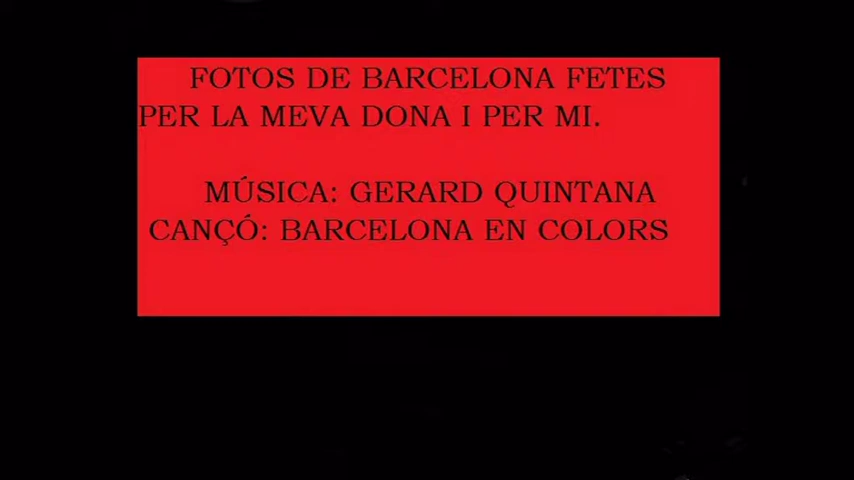 FOTOS DE BARCELONA FETES
PER LA MEVA DONA I PER MI.
MÚSICA: GERARD QUINTANA
CANÇÓ: BARCELONA EN COLORS